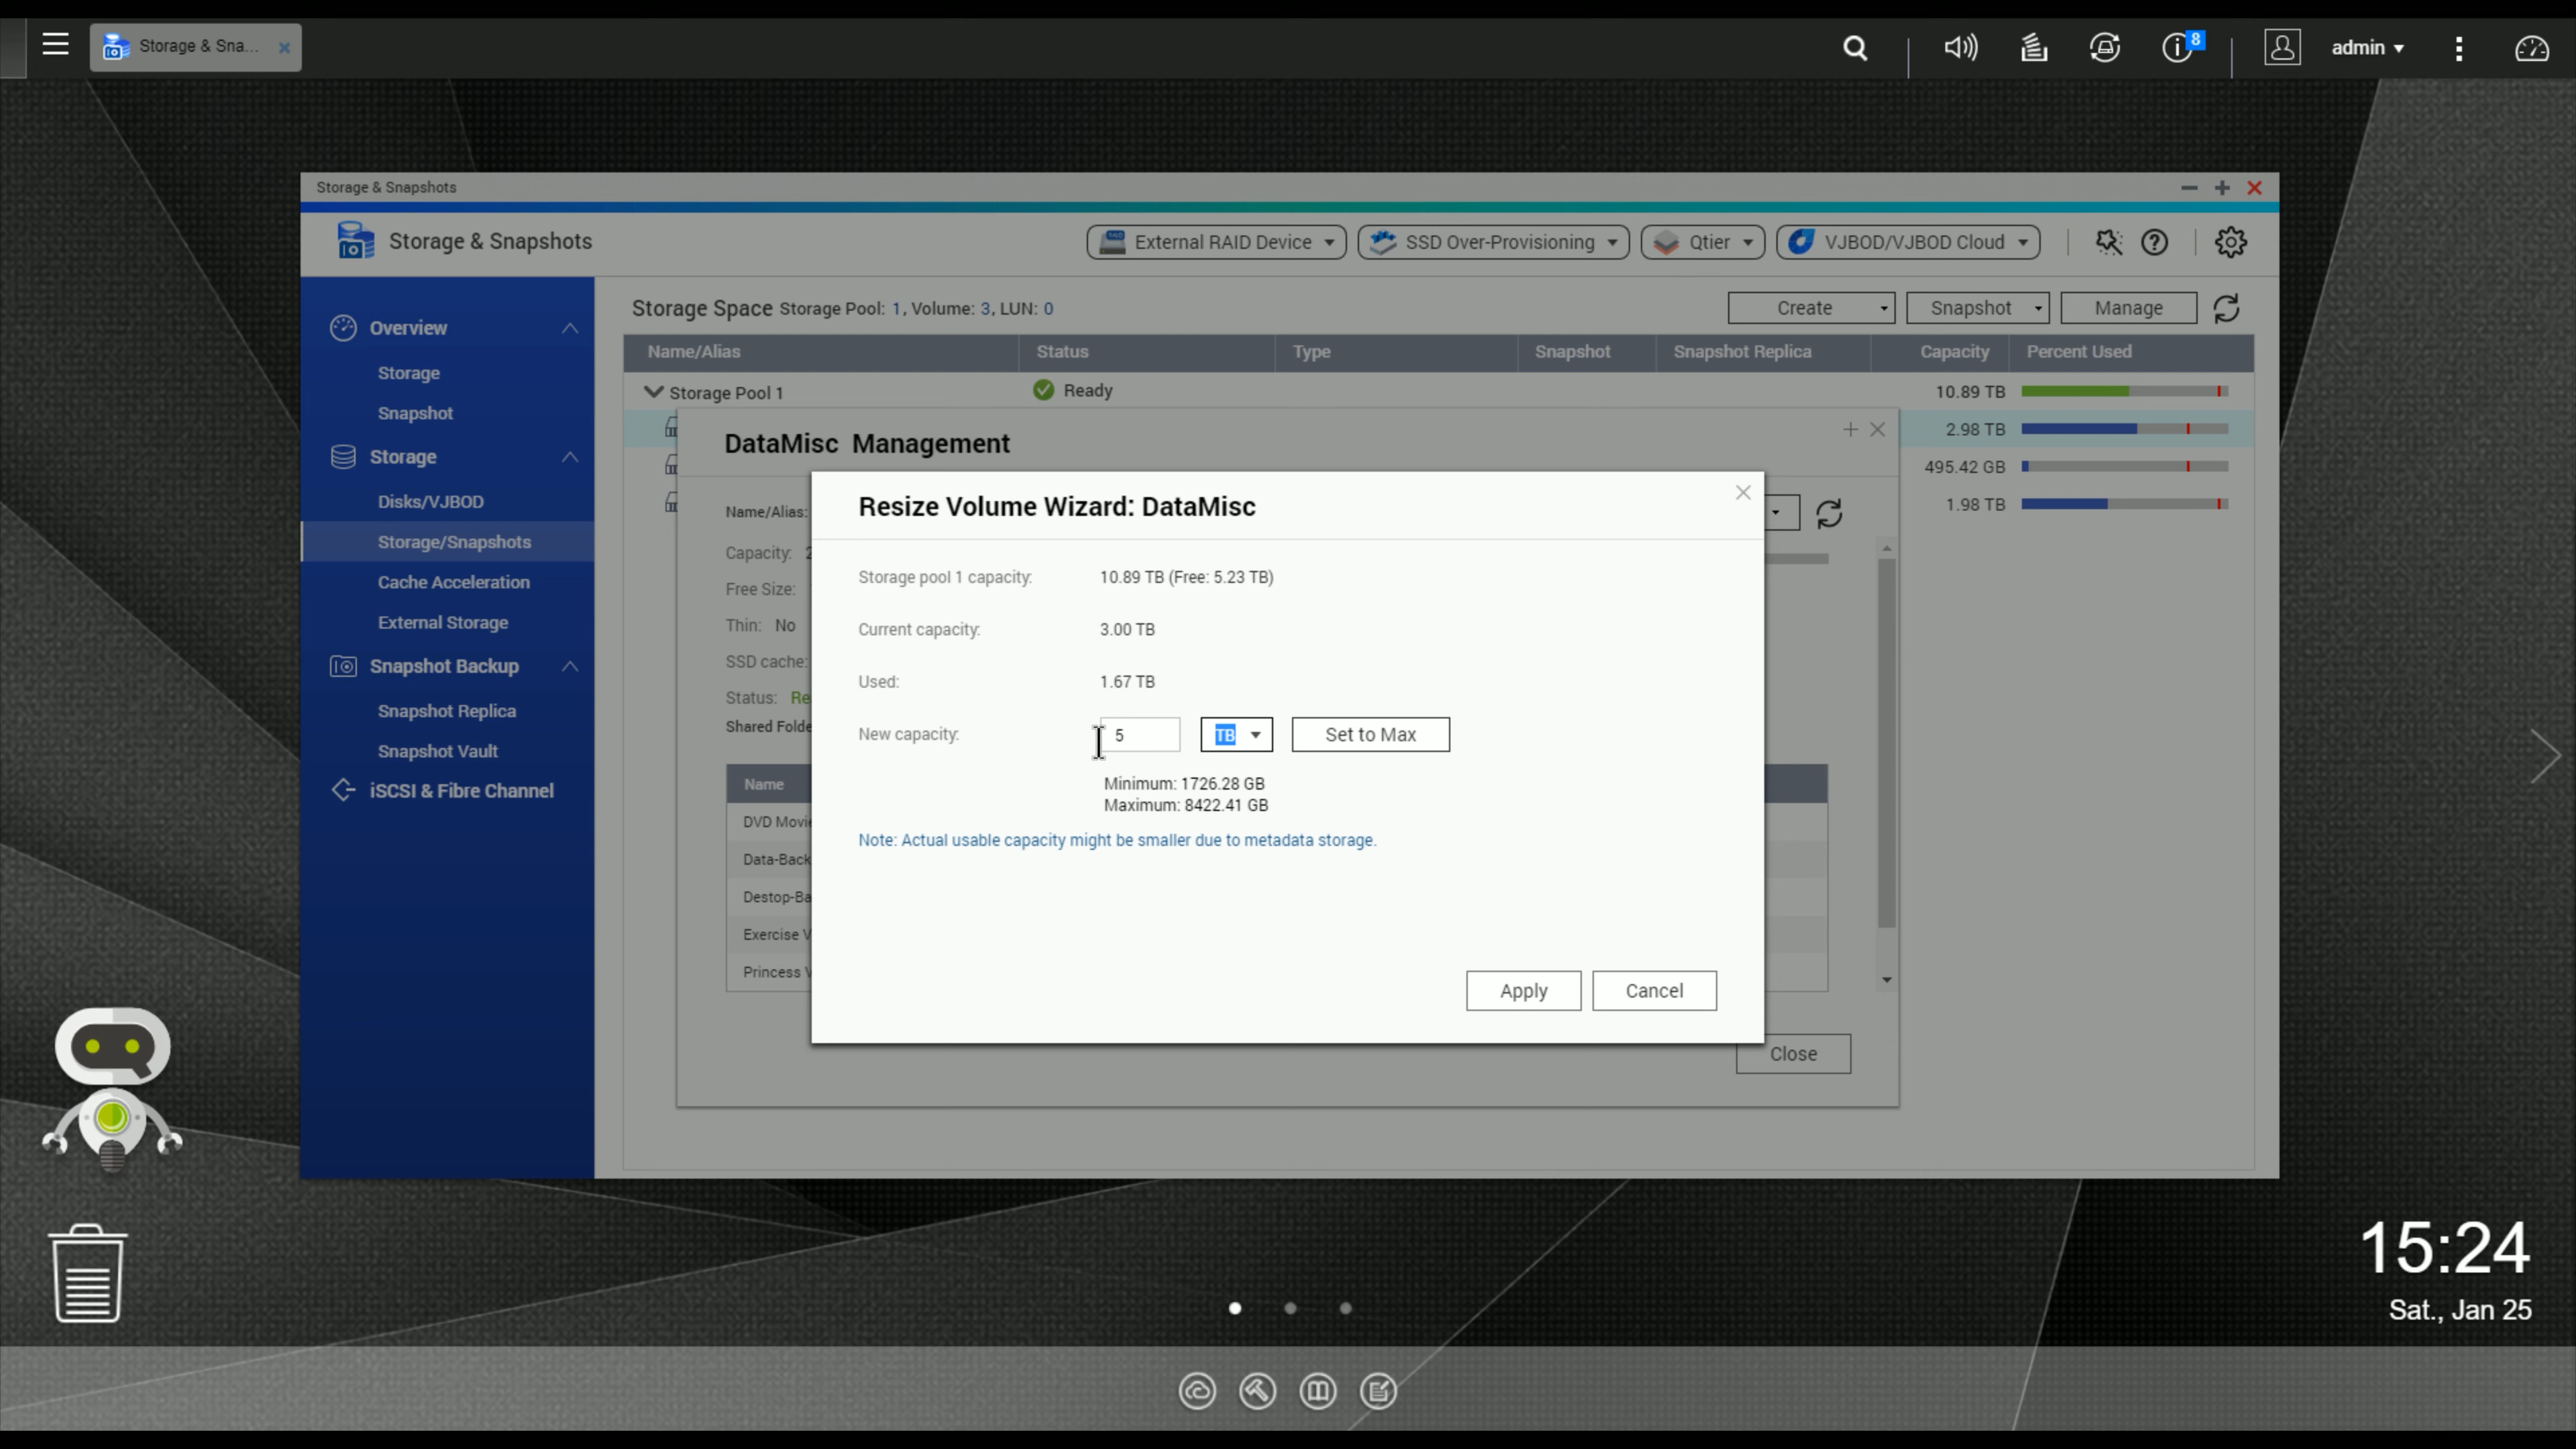 Storage & Sna...
8
admin
Storage & Snapshots
Storage & Snapshots
External RAID Device
SSD Over-Provisioning
Qtier
VJBOD/VJBOD Cloud
Overview
Storage
Snapshot
Storage
Disks/VJBOD
Storage/Snapshots
Cache Acceleration
External Storage
Snapshot Backup
Snapshot Replica
Snapshot Vault
iSCSI & Fibre Channel
Storage Space Storage Pool: 1, Volume: 3, LUN: 0
Create
Snapshot
Manage
Name/Alias Status Type Snapshot Snapshot Replica Capacity Percent Used
Storage Pool 1 Ready 10.89 TB
2.98 TB
495.42 GB
1.98 TB
DataMisc Management
Name/Alias:
Capacity: 2
Free Size:
Thin: No
SSD cache:
Status: Re
Shared Folde
Name
DVD Movie
Data-Back
Destop-Ba
Exercise V
Princess V
Close
Resize Volume Wizard: DataMisc
Storage pool 1 capacity: 10.89 TB (Free: 5.23 TB)
Current capacity: 3.00 TB
Used: 1.67 TB
New capacity: 5 TB Set to Max
Minimum: 1726.28 GB
Maximum: 8422.41 GB
Note: Actual usable capacity might be smaller due to metadata storage.
Apply
Cancel
15:24
Sat., Jan 25